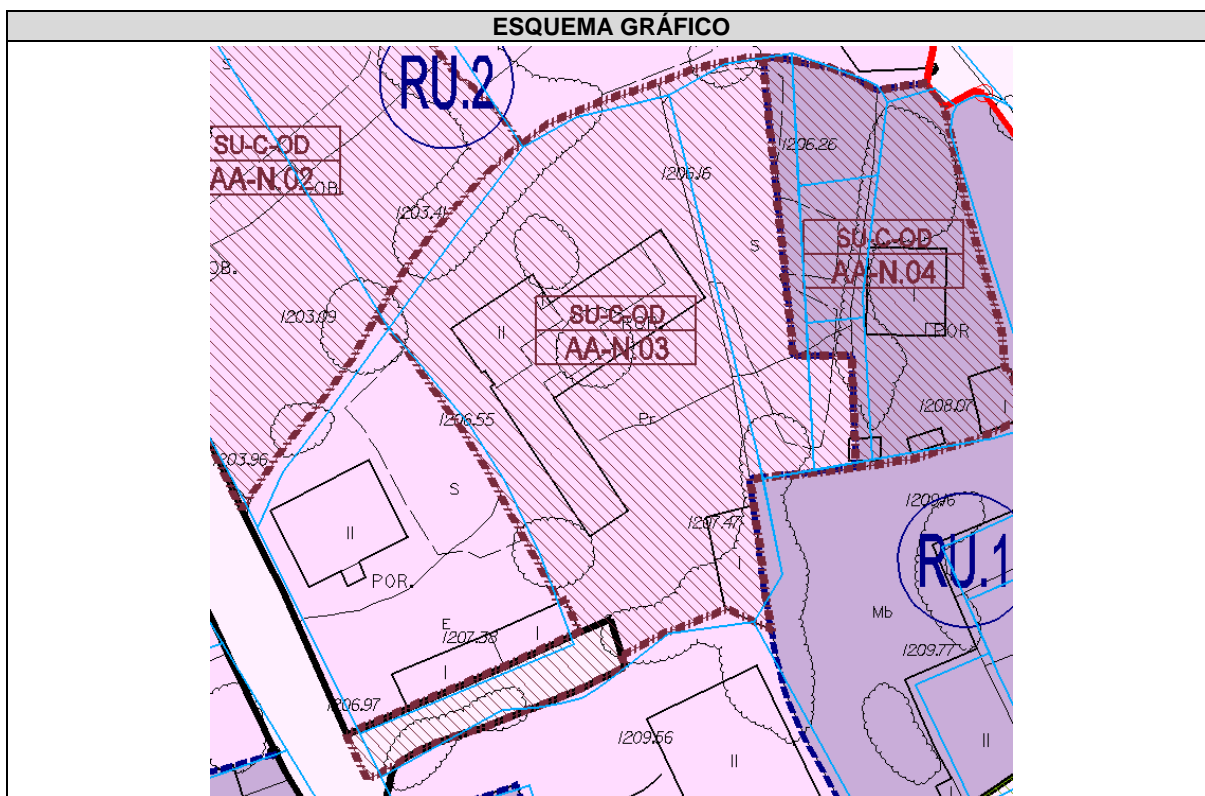 ESQUEMA GRÁFICO
S
RU.2
SU-C-OD
AA-N.02
OB.
1203.41
1206.16
1206.26
S
SU-C-OD
AA-N.04
I
POR
OB.
1203.09
II
SU-C-OD
AA-N.03
1206.55
Pr
1208.07
I
1203.96
S
II
POR.
1207.47
I
1209.16
RU.1
Mb
E
1207.38
I
I
1209.77
1206.97
1209.56
II
II